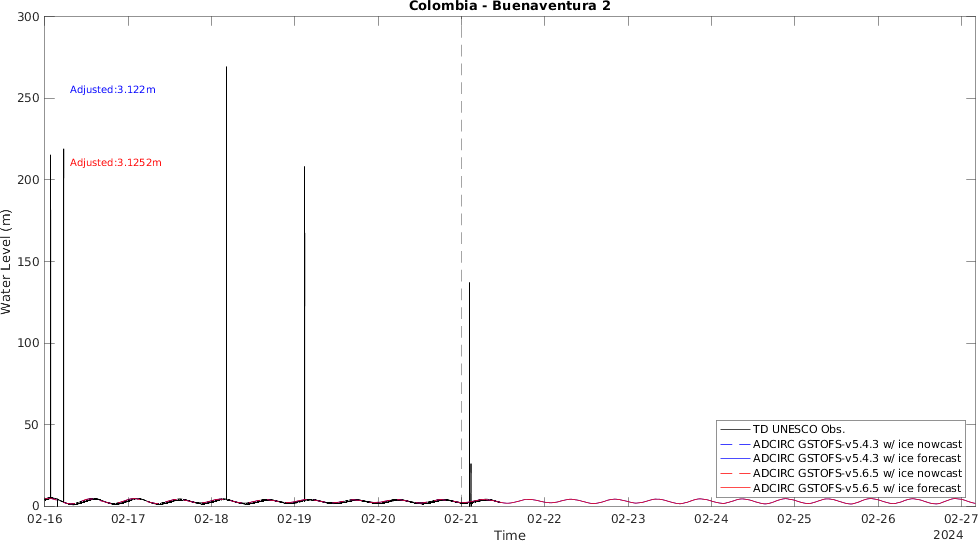 Colombia - Buenaventura 2
300
250
200
150
100
50
0
Water Level (m)
Adjusted:3.122m
Adjusted:3.1252m
TD UNESCO Obs.
ADCIRC GSTOFS-v5.4.3 w/ ice nowcast
ADCIRC GSTOFS-v5.4.3 w/ ice forecast
ADCIRC GSTOFS-v5.6.5 w/ ice nowcast
ADCIRC GSTOFS-v5.6.5 w/ ice forecast
02-16 02-17 02-18 02-19 02-20 02-21 02-22 02-23 02-24 02-25 02-26 02-27
Time
2024